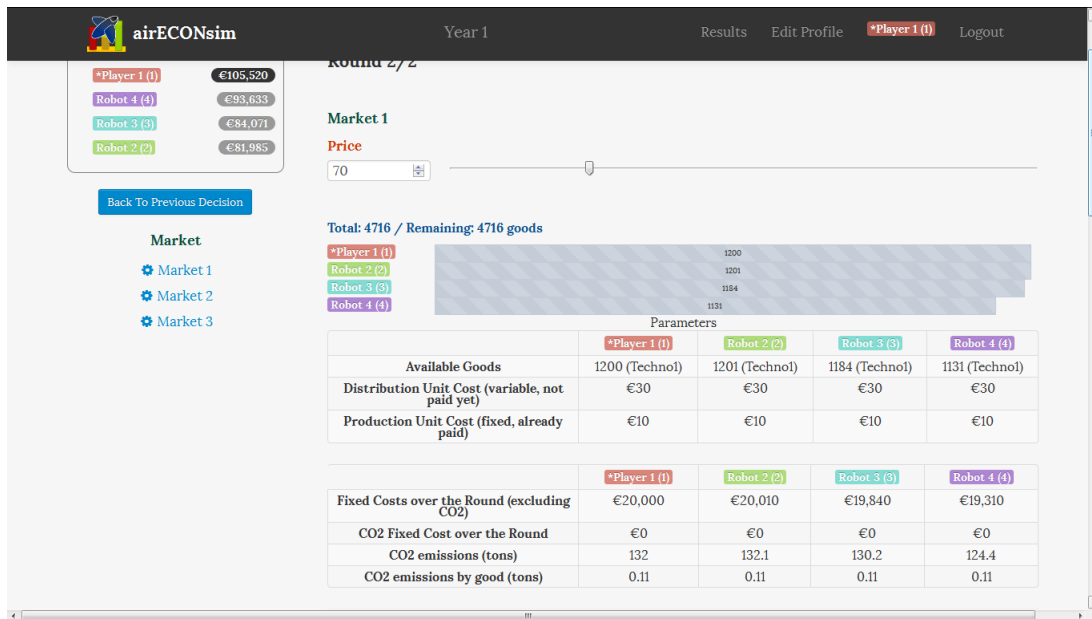 airECONsim Year 1 Results Edit Profile *Player 1 (1) Logout
*Player 1 (1) €105,520
Robot 4 (4) €93,633
Robot 3 (3) €84,071
Robot 2 (2) €81,985
Back To Previous Decision
Market
Market 1
Market 2
Market 3
Round 2/2
Market 1
Price
70
Total: 4716 / Remaining: 4716 goods
*Player 1 (1) 1200
Robot 2 (2) 1201
Robot 3 (3) 1184
Robot 4 (4) 1131
Parameters
*Player 1 (1) Robot 2 (2) Robot 3 (3) Robot 4 (4)
Available Goods 1200 (Techno1) 1201 (Techno1) 1184 (Techno1) 1131 (Techno1)
Distribution Unit Cost (variable, not
paid yet) €30 €30 €30 €30
Production Unit Cost (fixed, already
paid) €10 €10 €10 €10
*Player 1 (1) Robot 2 (2) Robot 3 (3) Robot 4 (4)
Fixed Costs over the Round (excluding
CO2) €20,000 €20,010 €19,840 €19,310
CO2 Fixed Cost over the Round €0 €0 €0 €0
CO2 emissions (tons) 132 132.1 130.2 124.4
CO2 emissions by good (tons) 0.11 0.11 0.11 0.11